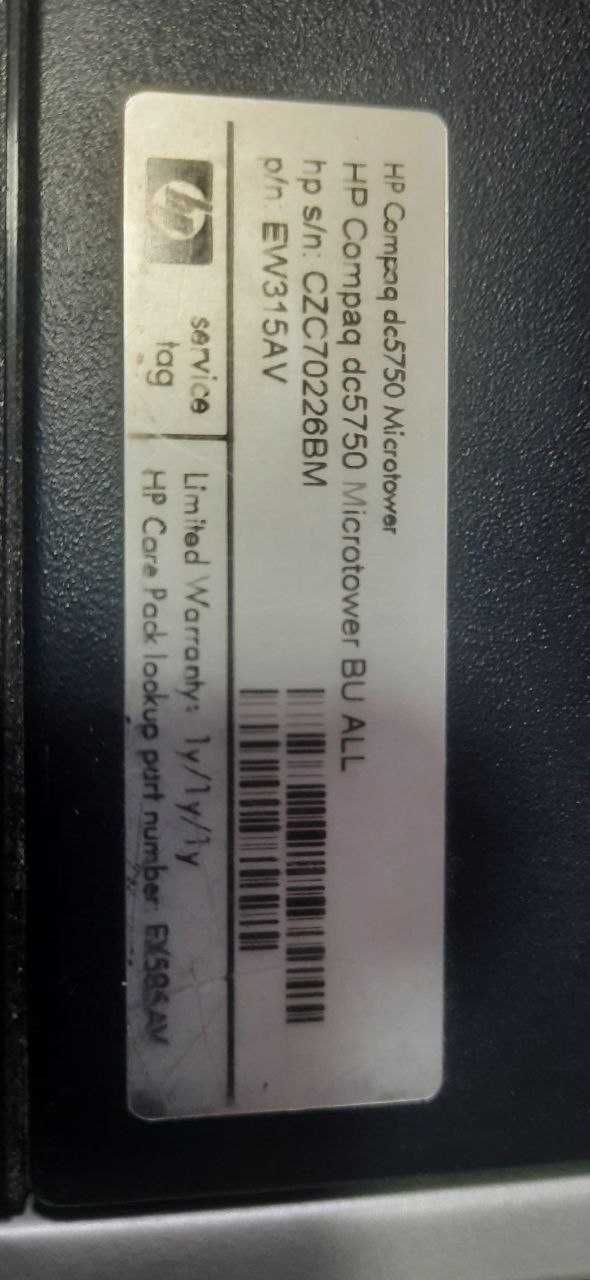 HP Compaq dc5750 Microtower
HP Compaq dc5750 Microtower BU ALL
hp s/n: CZC70226BM
p/n EW315AV
hp
service
tag
Limited Warranty: 1y/1y/1y
HP Care Pack lookup part number: